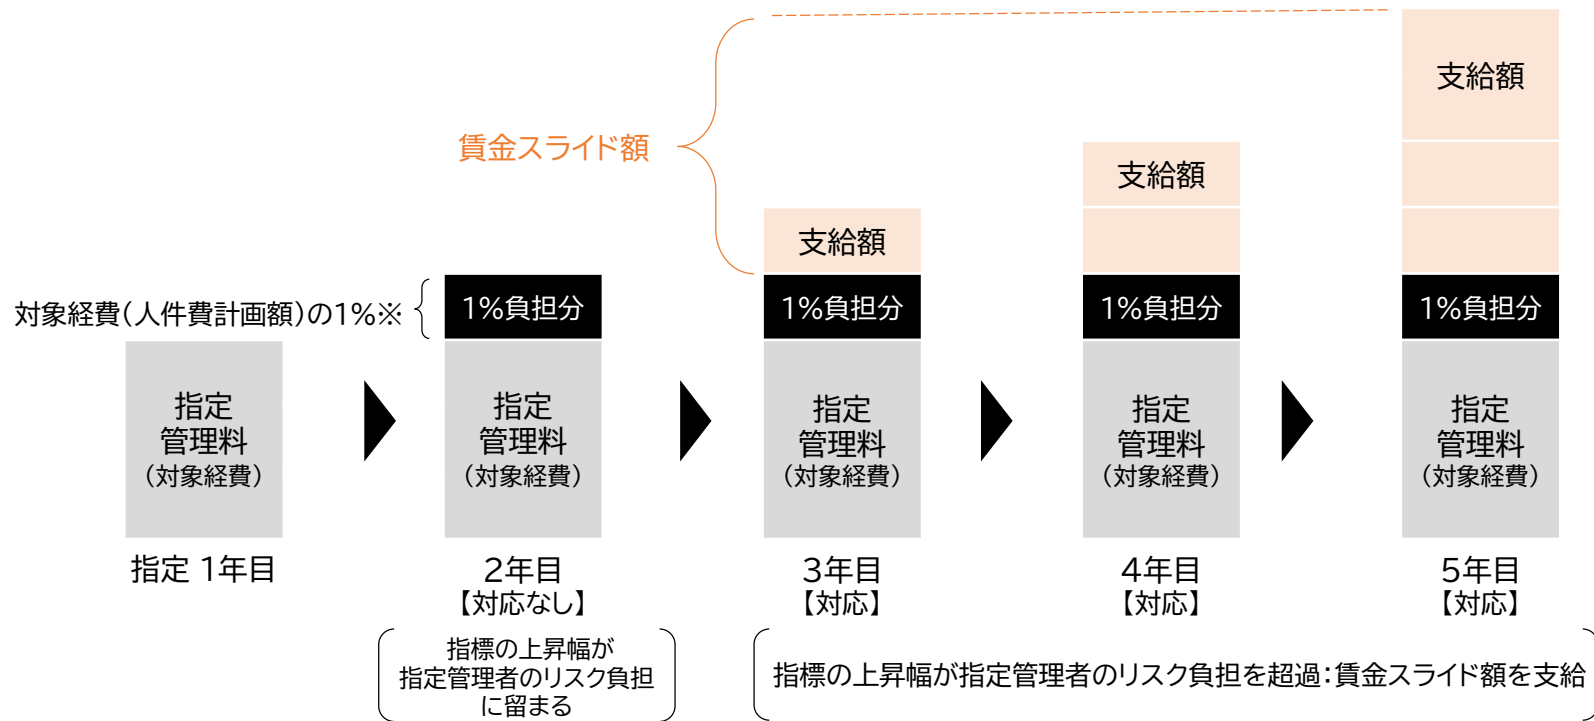 賃金スライド額
対象経費（人件費計画額）の1%※
指定
管理料
（対象経費）
指定 1年目
1%負担分
指定
管理料
（対象経費）
2年目
【対応なし】
指標の上昇幅が
指定管理者のリスク負担
に留まる
支給額
1%負担分
指定
管理料
（対象経費）
3年目
【対応】
支給額
1%負担分
指定
管理料
（対象経費）
4年目
【対応】
支給額
1%負担分
指定
管理料
（対象経費）
5年目
【対応】
指標の上昇幅が指定管理者のリスク負担を超過：賃金スライド額を支給